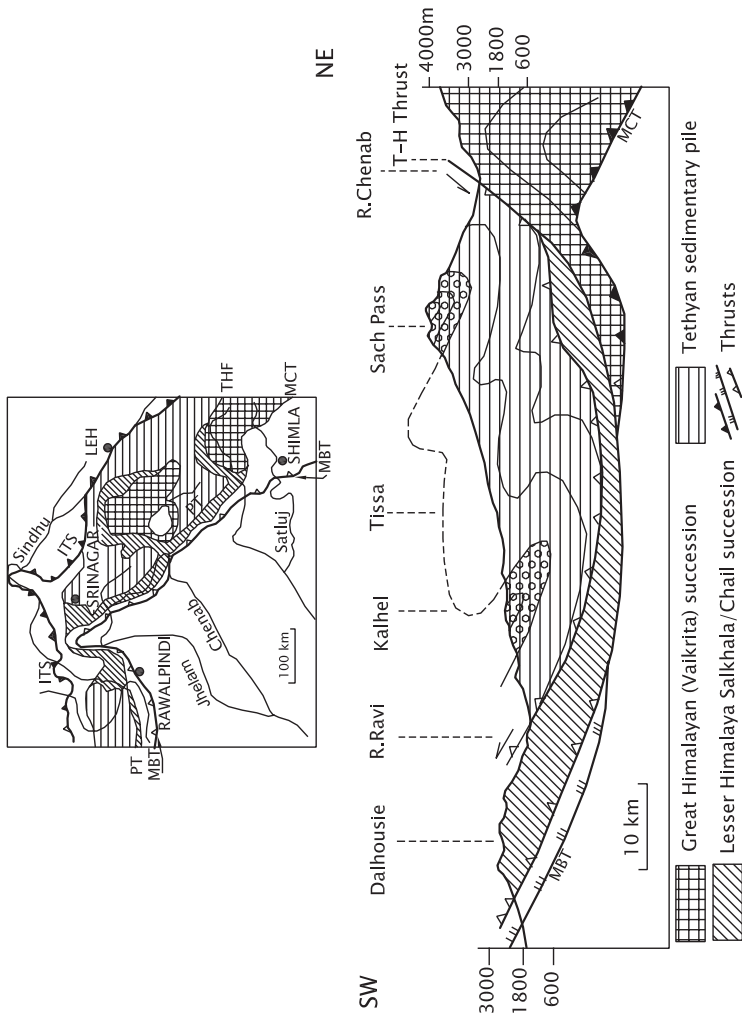 Sindhu
ITS
ITS
LEH
SRINAGAR
PT
THF
MCT
SHIMLA
MBT
Satluj
Chenab
Jhelam
RAWALPINDI
PT
MBT
100 km
SW
NE
Dalhousie
R.Ravi
Kalhel
Tissa
Sach Pass
R.Chenab
T–H Thrust
3000
1800
600
4000m
3000
1800
600
MBT
MCT
10 km
Great Himalayan (Vaikrita) succession
Tethyan sedimentary pile
Lesser Himalaya Salkhala/Chail succession
Thrusts